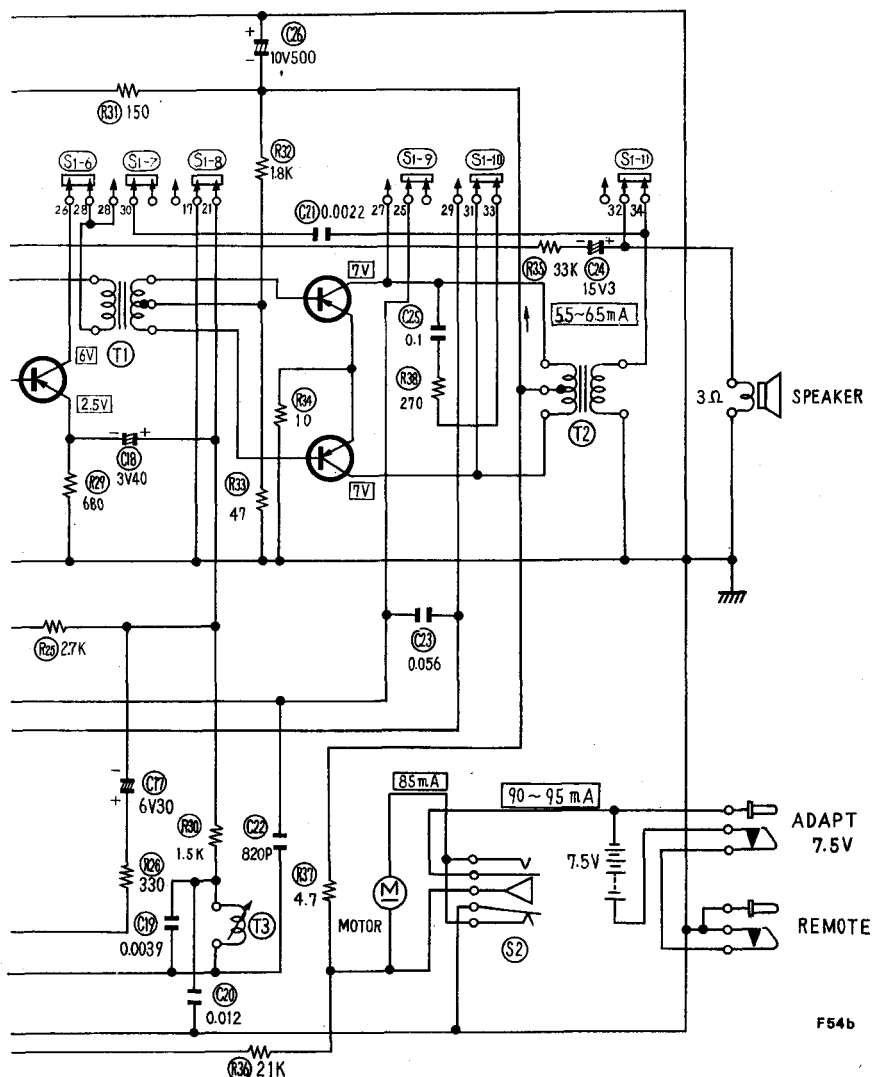 C26
10V500
R31 150
S1-6
S1-7
S1-8
R32
1.8K
S1-9
S1-10
S1-11
26 28 28 30 17 21
27 25 29 31 33
32 34
C21 0.0022
R35 33K
C24
15V3
7V
5.5~6.5mA
C25
0.1
6V
T1
R38
270
R34
10
3Ω SPEAKER
2.5V
T2
C18
3V40
R29
680
R33
47
7V
R25 2.7K
C23
0.056
85mA
90~95mA
C17
6V30
R30
1.5K
C22
820P
7.5V
ADAPT
7.5V
R26
330
R37
4.7
M
MOTOR
REMOTE
C19
0.0039
T3
S2
C20
0.012
F54b
R36 21K